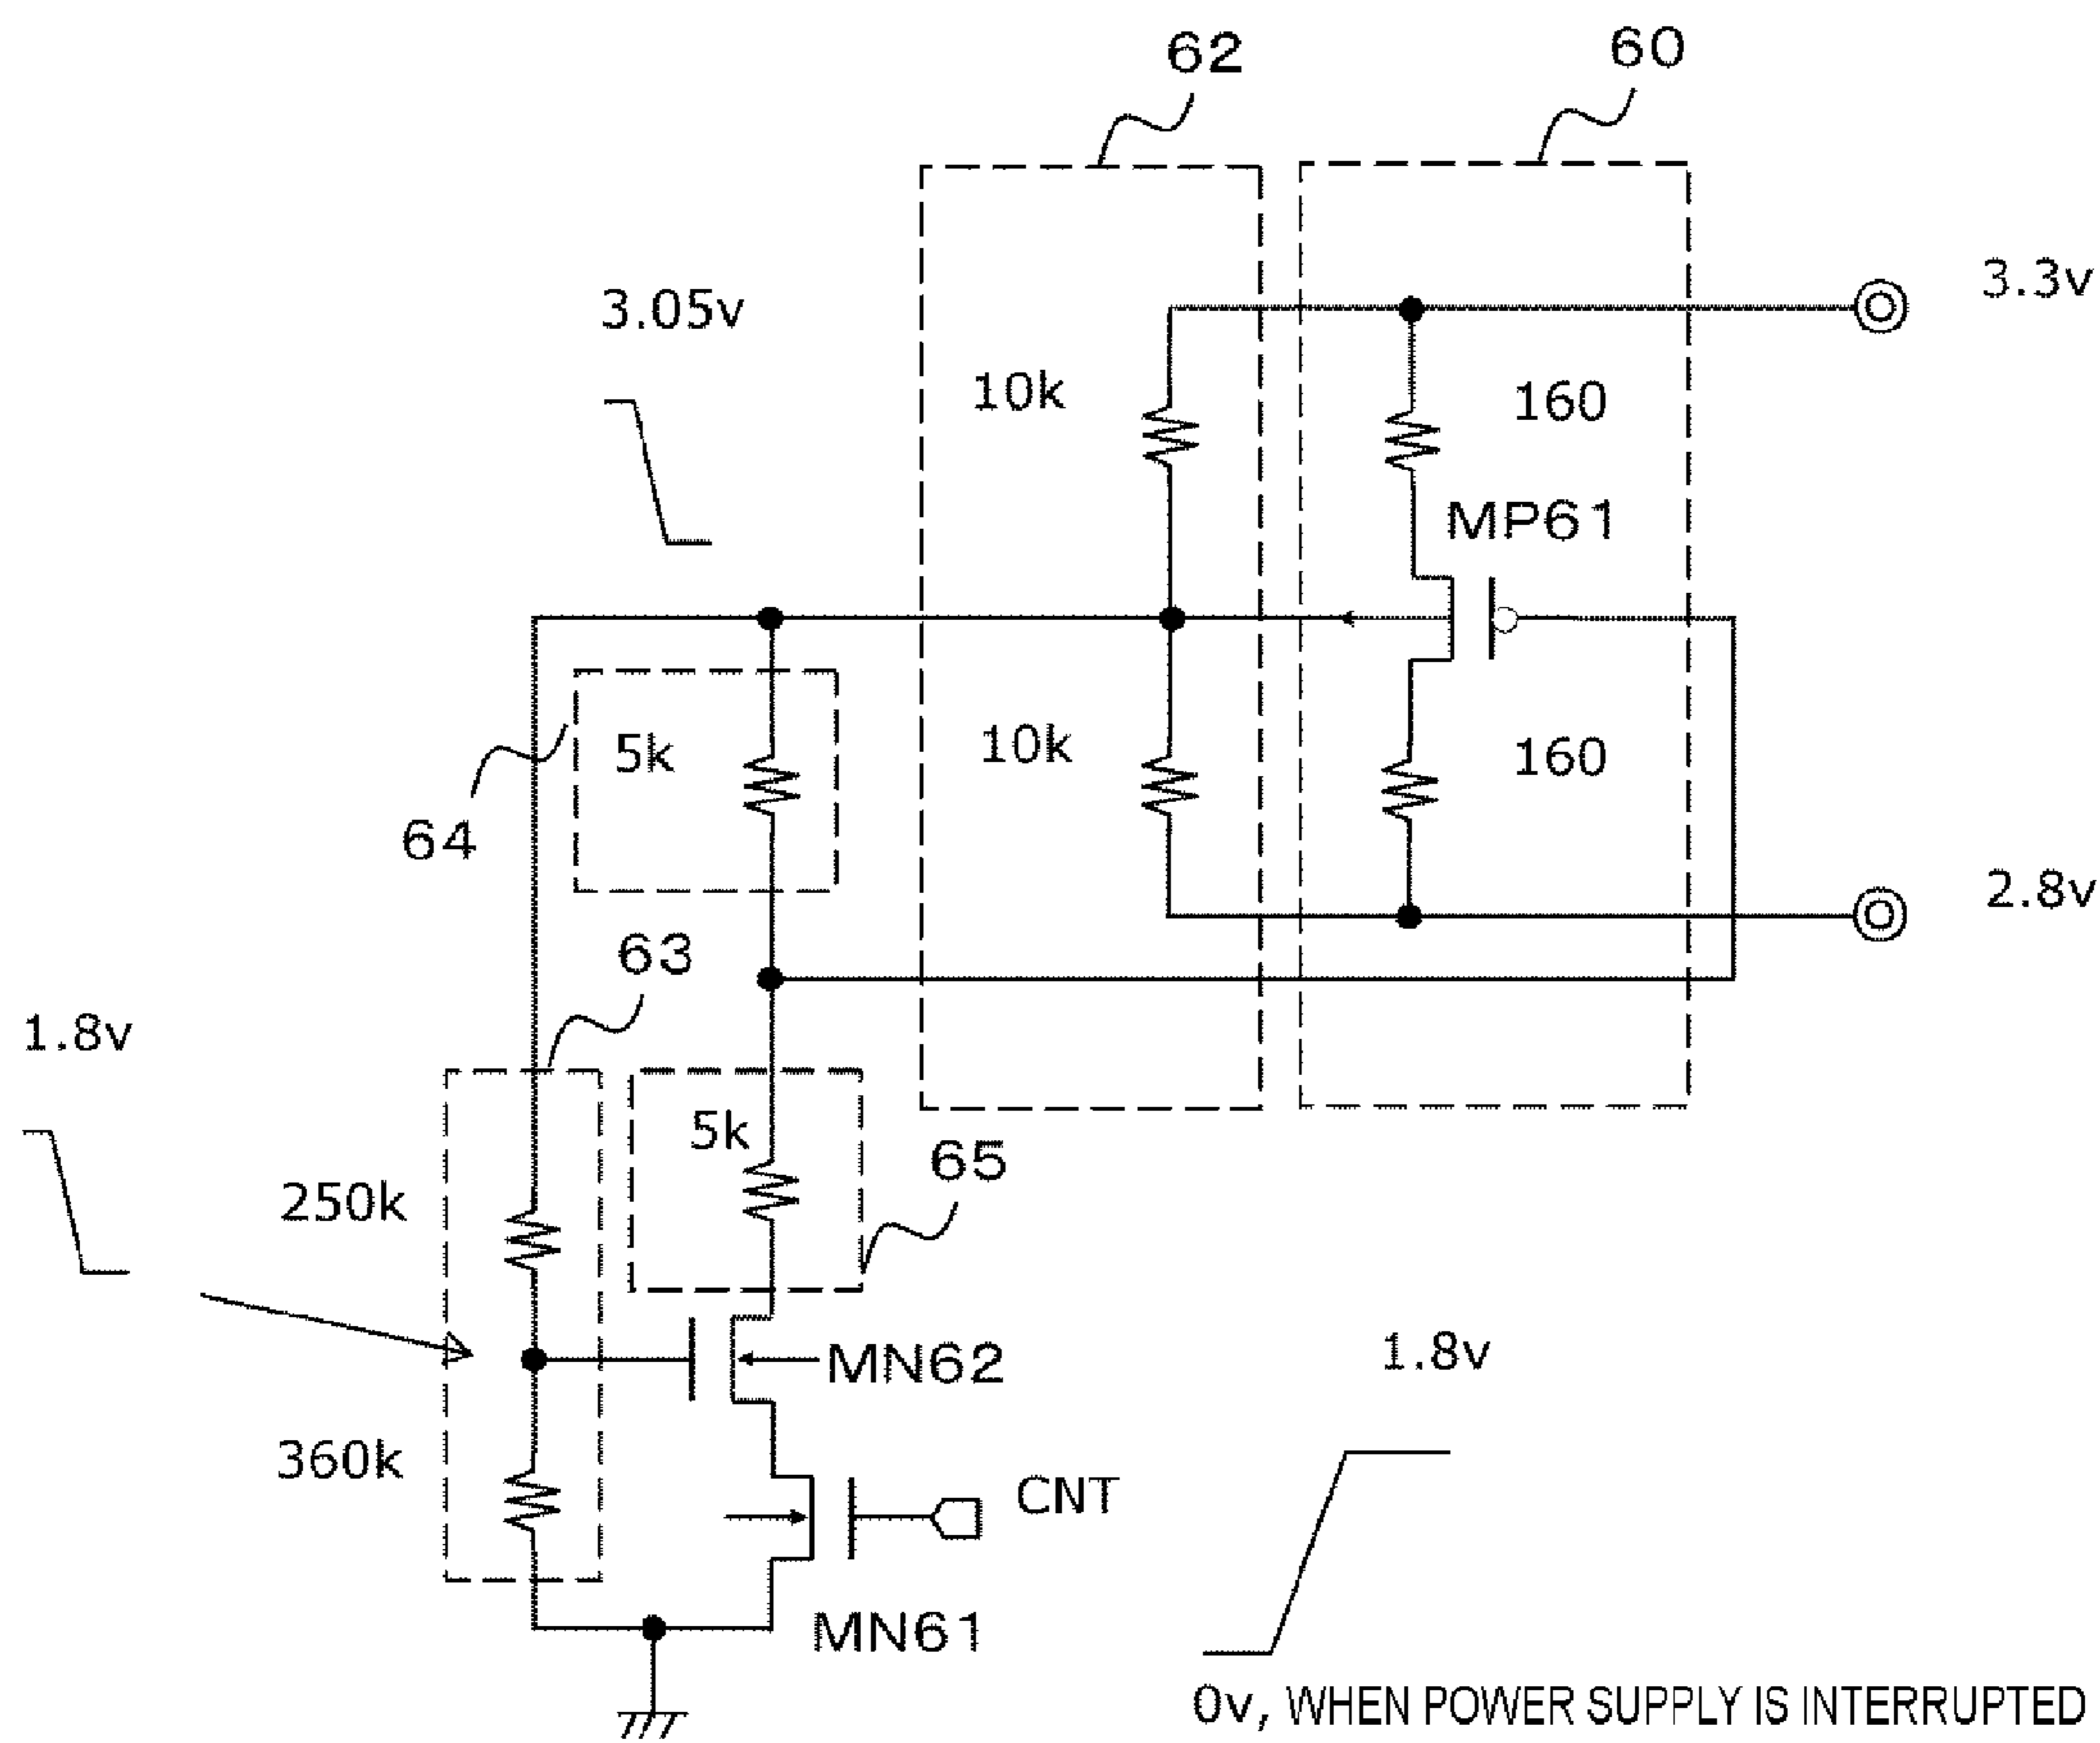 62
60
3.3v
3.05v
10k
160
MP61
5k
10k
160
64
2.8v
63
1.8v
5k
65
250k
MN62
1.8v
360k
CNT
MN61
0v, WHEN POWER SUPPLY IS INTERRUPTED